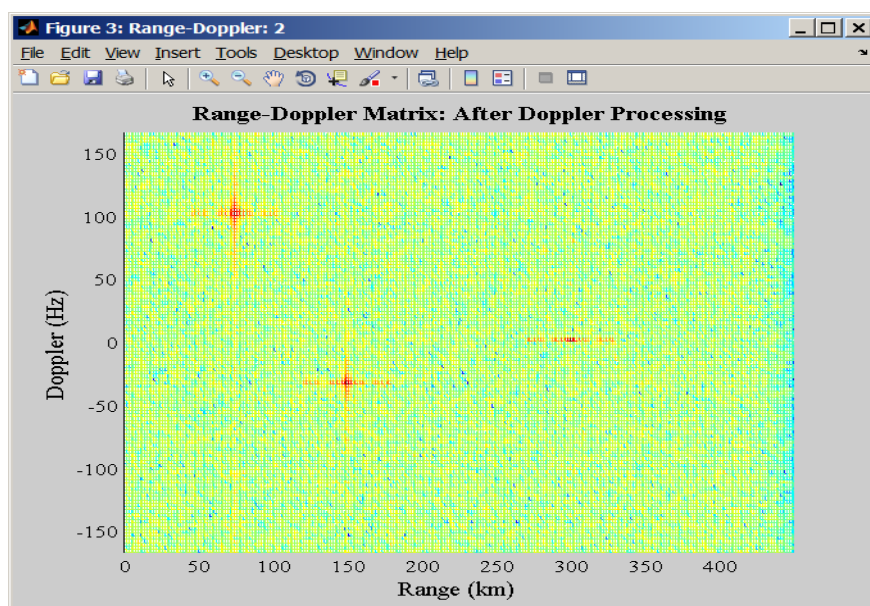 Figure 3: Range-Doppler: 2
File Edit View Insert Tools Desktop Window Help
Range-Doppler Matrix: After Doppler Processing
150
100
50
0
-50
-100
-150
Doppler (Hz)
0 50 100 150 200 250 300 350 400
Range (km)